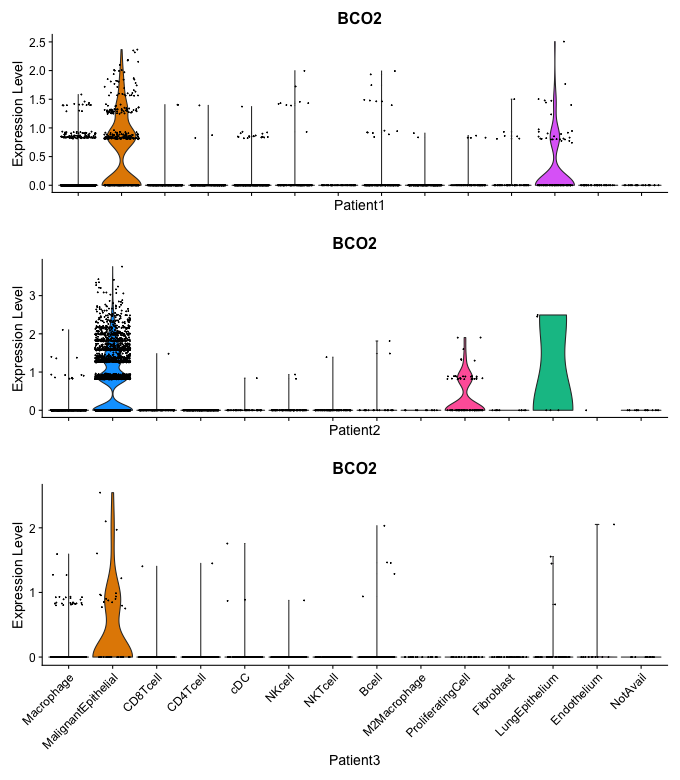 BCO2
Expression Level
2.5
2.0
1.5
1.0
0.5
0.0
Patient1
BCO2
Expression Level
3
2
1
0
Patient2
BCO2
Expression Level
2
1
0
Macrophage
MalignantEpithelial
CD8Tcell
CD4Tcell
cDC
NKcell
NKTcell
Bcell
M2Macrophage
ProliferatingCell
Fibroblast
LungEpithelium
Endothelium
NotAvail
Patient3